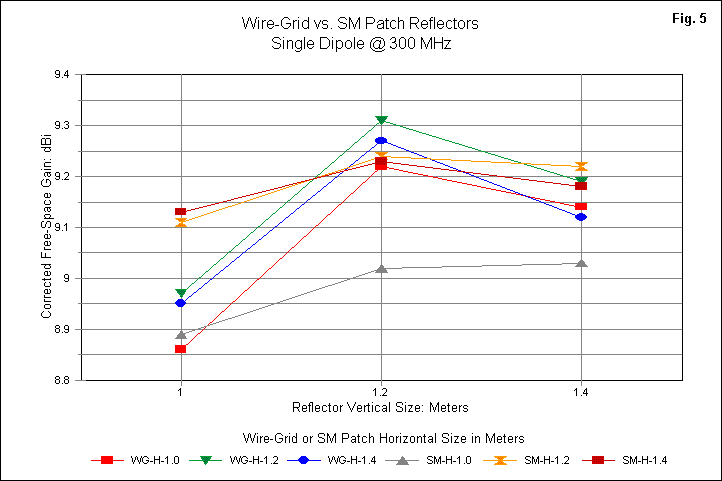 Fig. 5
Wire-Grid vs. SM Patch Reflectors
Single Dipole @ 300 MHz
Corrected Free-Space Gain: dBi
9.4
9.3
9.2
9.1
9
8.9
8.8
1 1.2 1.4
Reflector Vertical Size: Meters
Wire-Grid or SM Patch Horizontal Size in Meters
WG-H-1.0 WG-H-1.2 WG-H-1.4 SM-H-1.0 SM-H-1.2 SM-H-1.4